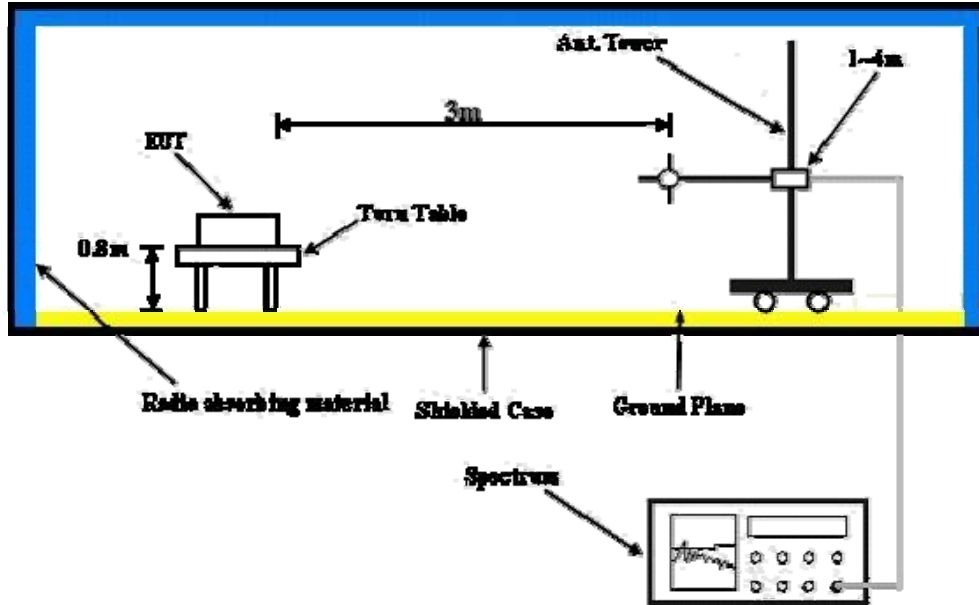 Ant. Tower
1~4m
3m
EUT
Turn Table
0.8m
Radio absorbing material
Shielded Case
Ground Plane
Spectrum